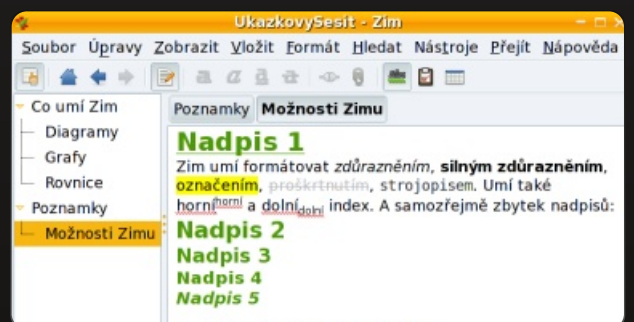 UkazkovySesit - Zim
Soubor Úpravy Zobrazit Vložit Formát Hledat Nástroje Přejít Nápověda
Co umí Zim
Diagramy
Grafy
Rovnice
Poznamky
Možnosti Zimu
Poznamky Možnosti Zimu
Nadpis 1
Zim umí formátovat zdůrazněním, silným zdůrazněním,
označením, proškrtnutím, strojopisem. Umí také
horníhorní a dolnídolní index. A samozřejmě zbytek nadpisů:
Nadpis 2
Nadpis 3
Nadpis 4
Nadpis 5